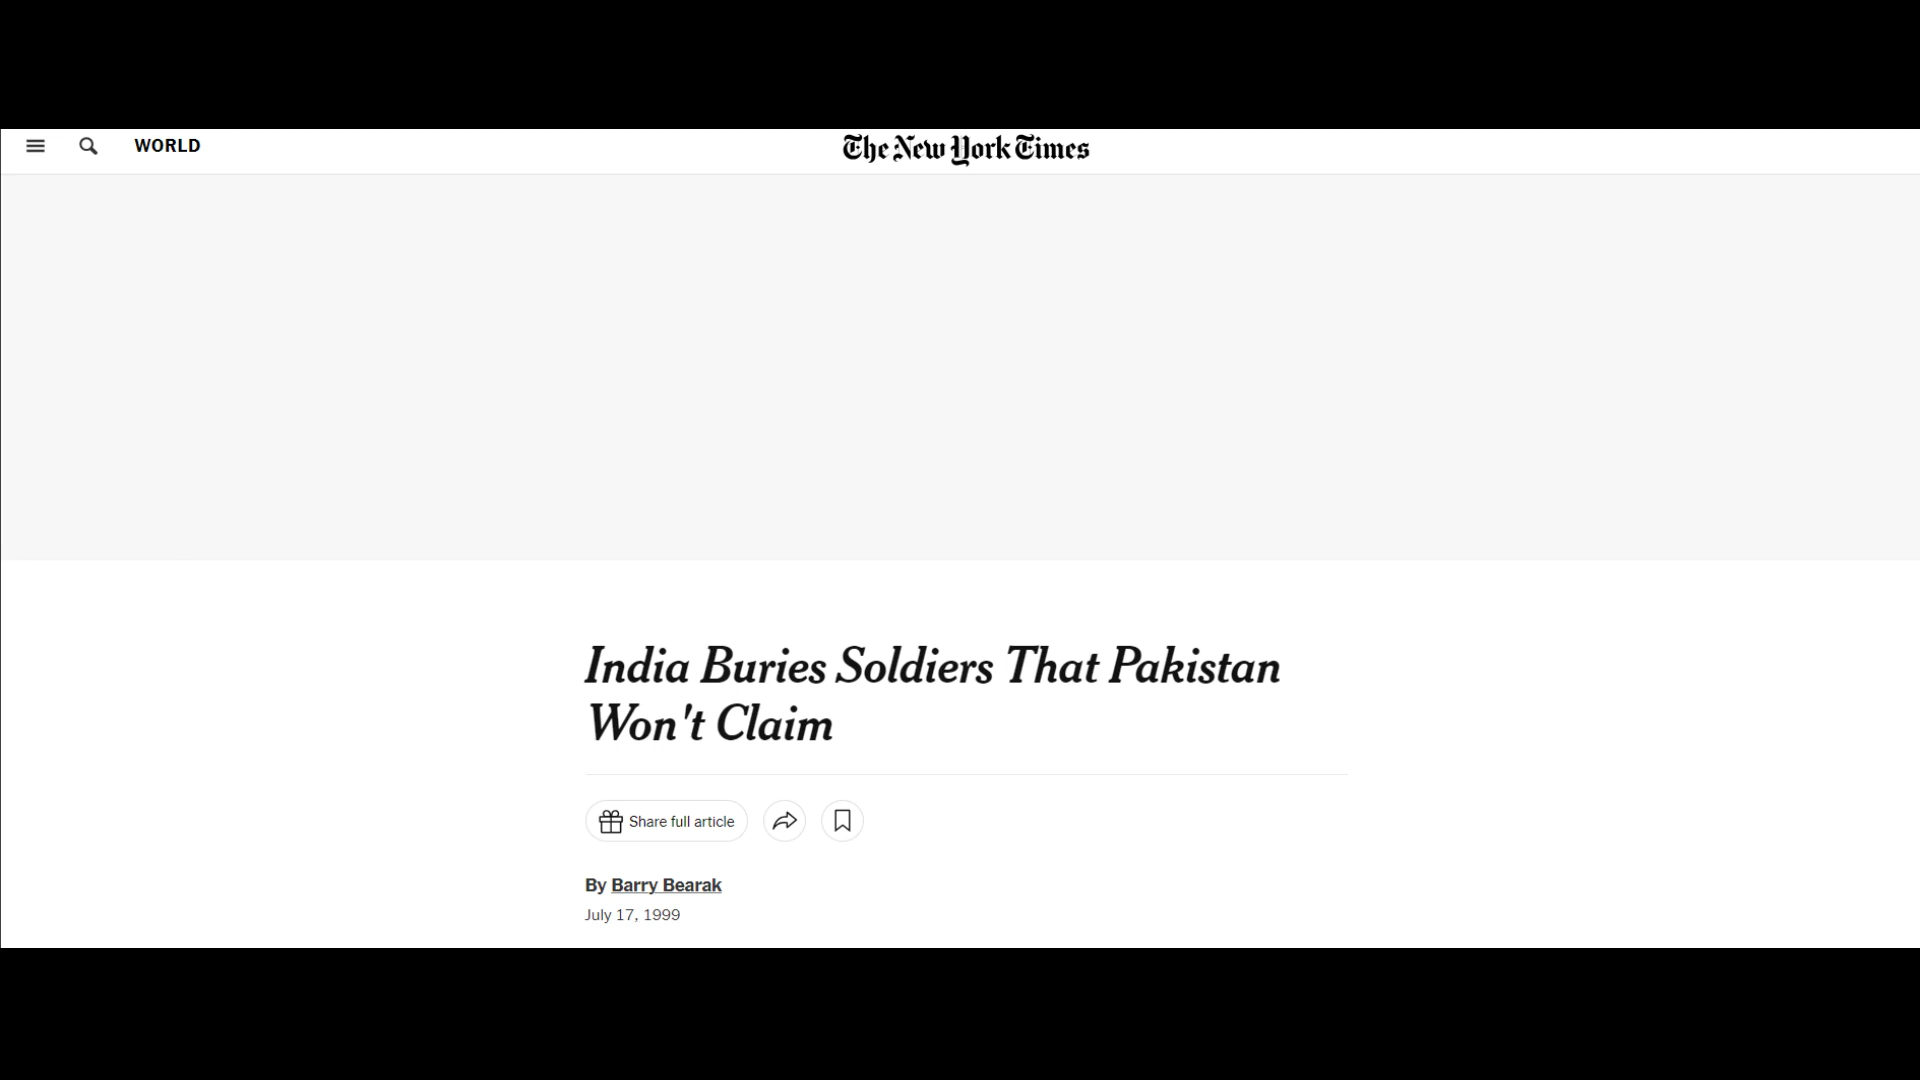 WORLD
The New York Times
India Buries Soldiers That Pakistan
Won't Claim
Share full article
By Barry Bearak
July 17, 1999